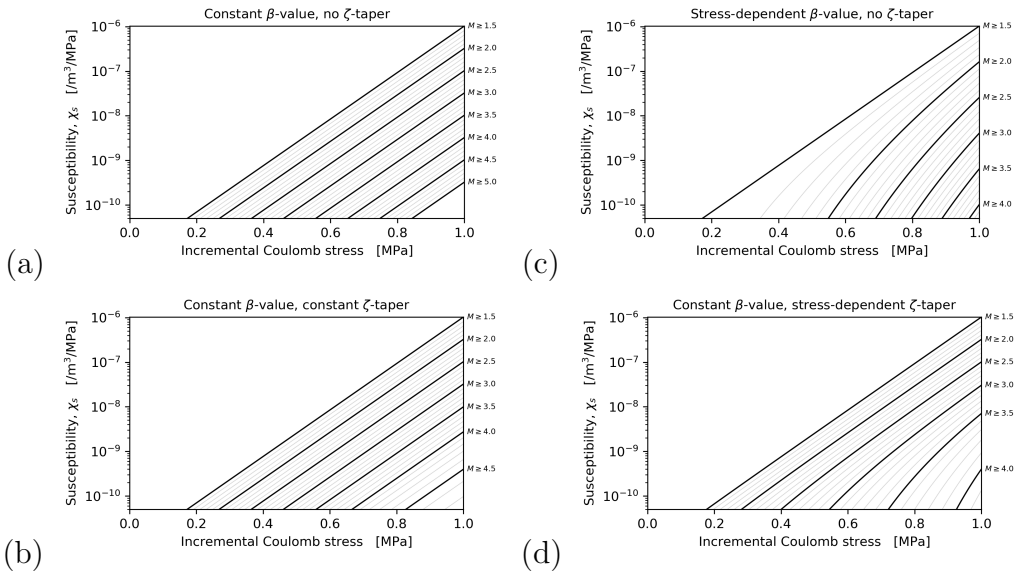 Constant β-value, no ζ-taper
Susceptibility, χₛ [/m³/MPa]
10⁻⁶
10⁻⁷
10⁻⁸
10⁻⁹
10⁻¹⁰
M ≥ 1.5
M ≥ 2.0
M ≥ 2.5
M ≥ 3.0
M ≥ 3.5
M ≥ 4.0
M ≥ 4.5
M ≥ 5.0
0.0 0.2 0.4 0.6 0.8 1.0
Incremental Coulomb stress [MPa]
(a)
Stress-dependent β-value, no ζ-taper
Susceptibility, χₛ [/m³/MPa]
10⁻⁶
10⁻⁷
10⁻⁸
10⁻⁹
10⁻¹⁰
M ≥ 1.5
M ≥ 2.0
M ≥ 2.5
M ≥ 3.0
M ≥ 3.5
M ≥ 4.0
0.0 0.2 0.4 0.6 0.8 1.0
Incremental Coulomb stress [MPa]
(c)
Constant β-value, constant ζ-taper
Susceptibility, χₛ [/m³/MPa]
10⁻⁶
10⁻⁷
10⁻⁸
10⁻⁹
10⁻¹⁰
M ≥ 1.5
M ≥ 2.0
M ≥ 2.5
M ≥ 3.0
M ≥ 3.5
M ≥ 4.0
M ≥ 4.5
0.0 0.2 0.4 0.6 0.8 1.0
Incremental Coulomb stress [MPa]
(b)
Constant β-value, stress-dependent ζ-taper
Susceptibility, χₛ [/m³/MPa]
10⁻⁶
10⁻⁷
10⁻⁸
10⁻⁹
10⁻¹⁰
M ≥ 1.5
M ≥ 2.0
M ≥ 2.5
M ≥ 3.0
M ≥ 3.5
M ≥ 4.0
0.0 0.2 0.4 0.6 0.8 1.0
Incremental Coulomb stress [MPa]
(d)